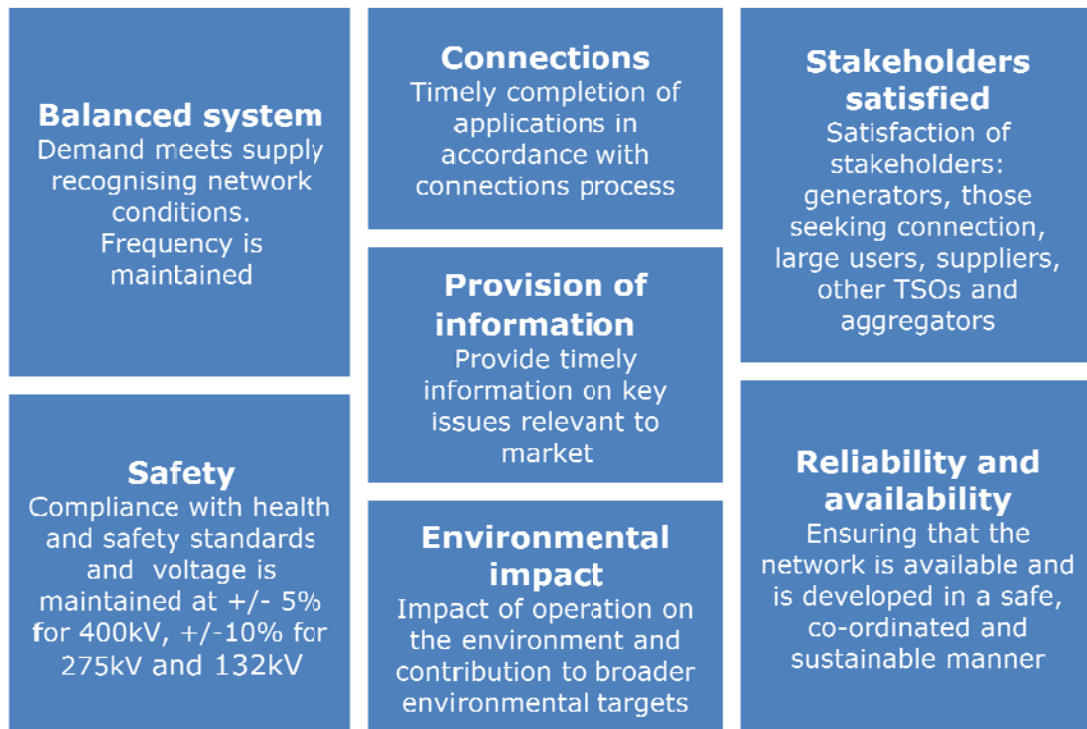 Balanced system
Demand meets supply
recognising network
conditions.
Frequency is
maintained
Safety
Compliance with health
and safety standards
and voltage is
maintained at +/- 5%
for 400kV, +/-10% for
275kV and 132kV
Connections
Timely completion of
applications in
accordance with
connections process
Provision of
information
Provide timely
information on key
issues relevant to
market
Environmental
impact
Impact of operation on
the environment and
contribution to broader
environmental targets
Stakeholders
satisfied
Satisfaction of
stakeholders:
generators, those
seeking connection,
large users, suppliers,
other TSOs and
aggregators
Reliability and
availability
Ensuring that the
network is available and
is developed in a safe,
co-ordinated and
sustainable manner